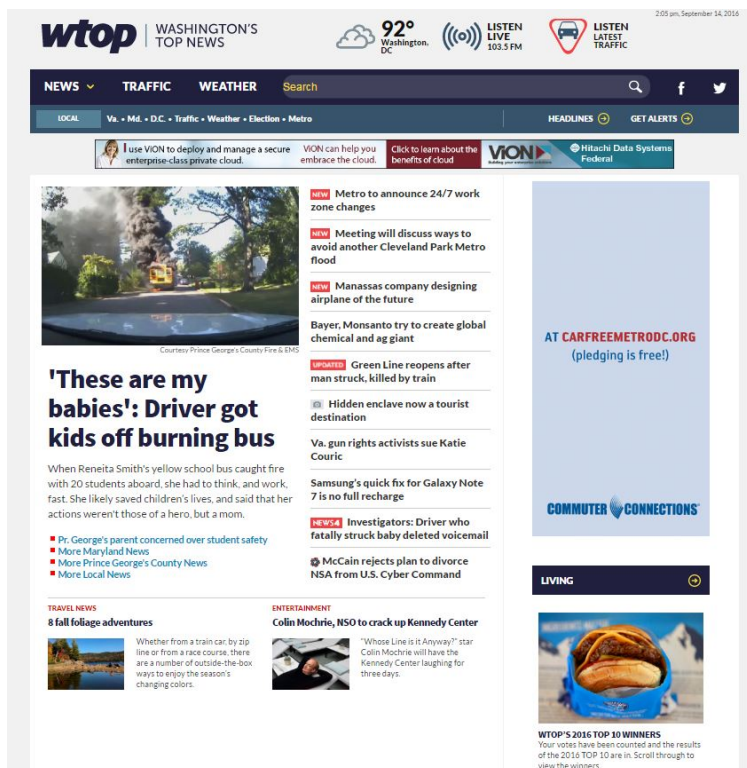 2:05 pm, September 14, 2016
wtop WASHINGTON'S
TOP NEWS
92°
Washington,
DC
LISTEN
LIVE
103.5 FM
LISTEN
LATEST
TRAFFIC
NEWS TRAFFIC WEATHER Search
LOCAL Va. • Md. • D.C. • Traffic • Weather • Election • Metro HEADLINES GET ALERTS
I use ViON to deploy and manage a secure
enterprise-class private cloud.
ViON can help you
embrace the cloud.
Click to learn about the
benefits of cloud
ViON
Hitachi Data Systems
Federal
Courtesy Prince George's County Fire & EMS
'These are my
babies': Driver got
kids off burning bus
When Reneita Smith's yellow school bus caught fire
with 20 students aboard, she had to think, and work,
fast. She likely saved children's lives, and said that her
actions weren't those of a hero, but a mom.
Pr. George's parent concerned over student safety
More Maryland News
More Prince George's County News
More Local News
NEW Metro to announce 24/7 work
zone changes
NEW Meeting will discuss ways to
avoid another Cleveland Park Metro
flood
NEW Manassas company designing
airplane of the future
Bayer, Monsanto try to create global
chemical and ag giant
UPDATED Green Line reopens after
man struck, killed by train
Hidden enclave now a tourist
destination
Va. gun rights activists sue Katie
Couric
Samsung's quick fix for Galaxy Note
7 is no full recharge
NEWS4 Investigators: Driver who
fatally struck baby deleted voicemail
McCain rejects plan to divorce
NSA from U.S. Cyber Command
AT CARFREEMETRODC.ORG
(pledging is free!)
COMMUTER CONNECTIONS
LIVING
WTOP'S 2016 TOP 10 WINNERS
Your votes have been counted and the results
of the 2016 TOP 10 are in. Scroll through to
view the winners.
TRAVEL NEWS
8 fall foliage adventures
Whether from a train car, by zip
line or from a race course, there
are a number of outside-the-box
ways to enjoy the season's
changing colors.
ENTERTAINMENT
Colin Mochrie, NSO to crack up Kennedy Center
"Whose Line is it Anyway?" star
Colin Mochrie will have the
Kennedy Center laughing for
three days.